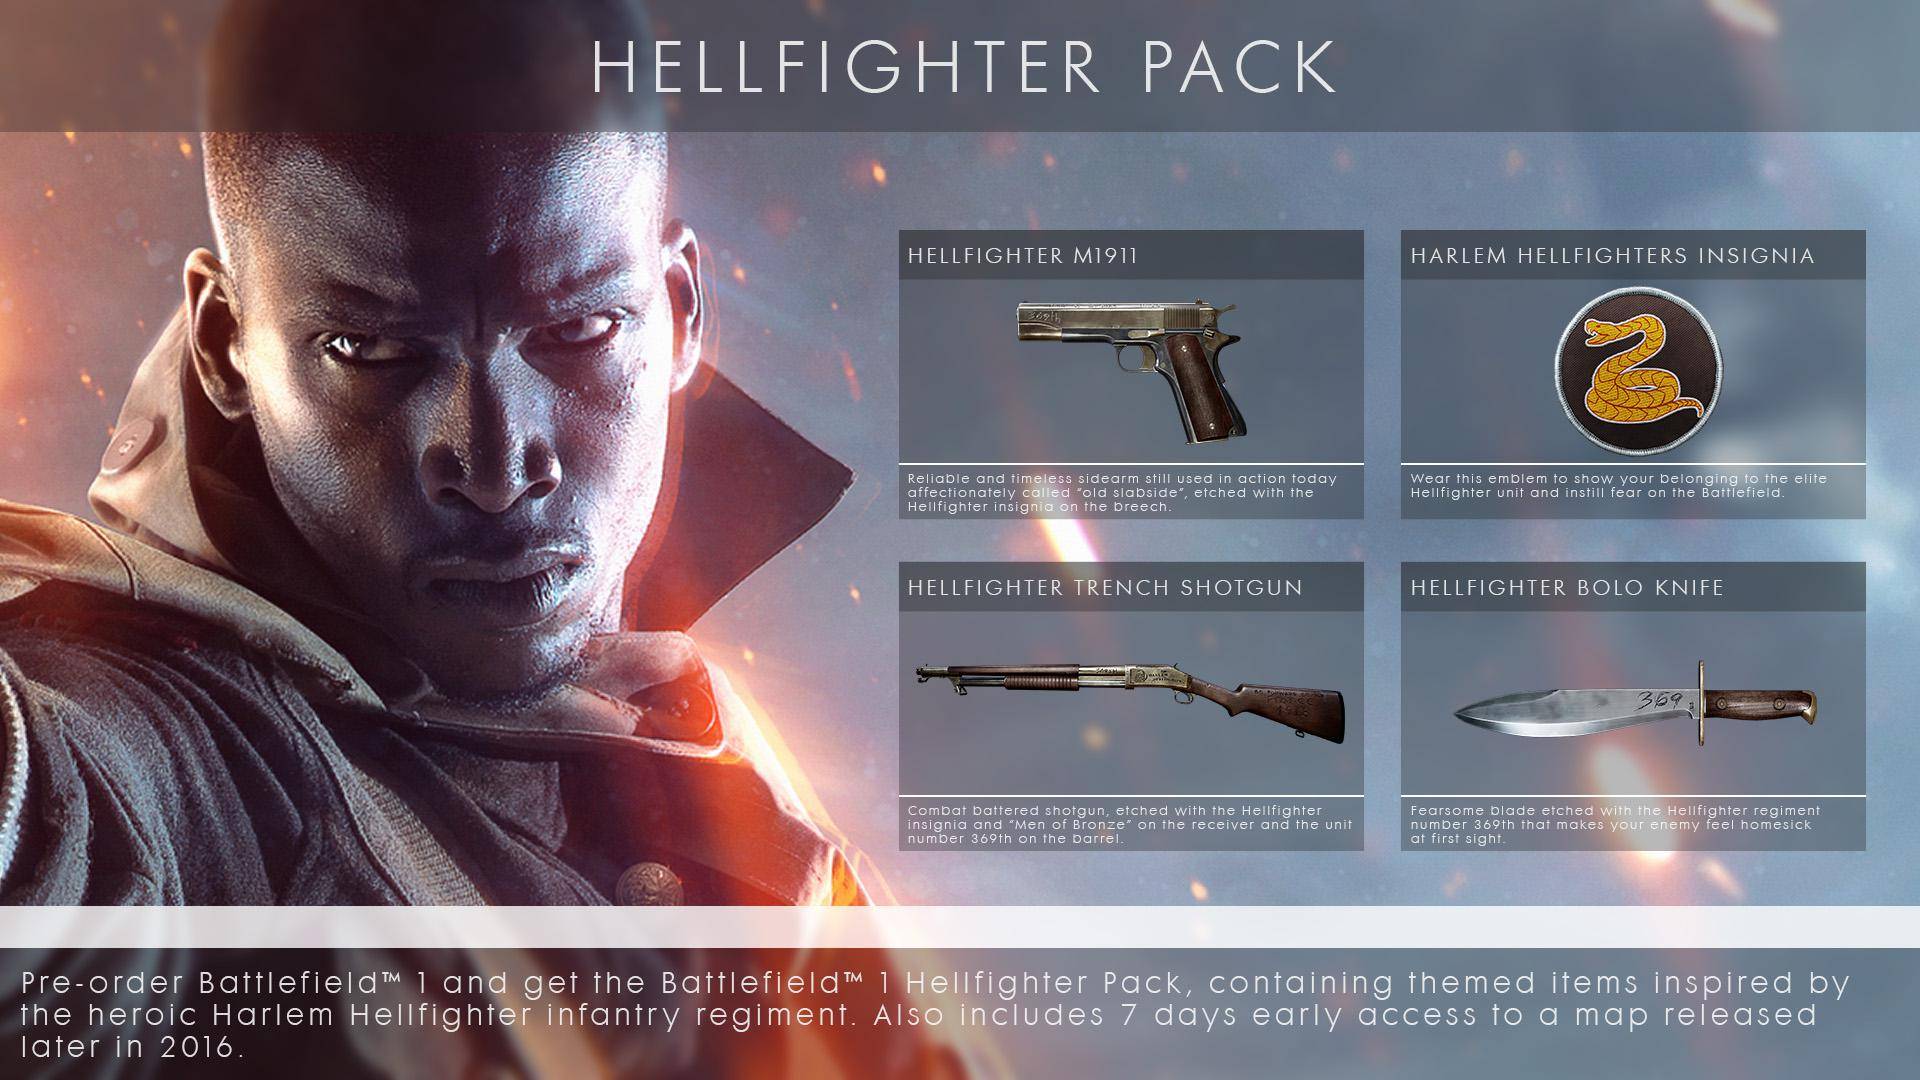 HELLFIGHTER PACK
HELLFIGHTER M1911
369th
Reliable and timeless sidearm still used in action today
affectionately called "old slabside", etched with the
Hellfighter insignia on the breech.
HARLEM HELLFIGHTERS INSIGNIA
Wear this emblem to show your belonging to the elite
Hellfighter unit and instill fear on the Battlefield.
HELLFIGHTER TRENCH SHOTGUN
Combat battered shotgun, etched with the Hellfighter
insignia and "Men of Bronze" on the receiver and the unit
number 369th on the barrel.
HELLFIGHTER BOLO KNIFE
369
Fearsome blade etched with the Hellfighter regiment
number 369th that makes your enemy feel homesick
at first sight.
Pre-order Battlefield™ 1 and get the Battlefield™ 1 Hellfighter Pack, containing themed items inspired by
the heroic Harlem Hellfighter infantry regiment. Also includes 7 days early access to a map released
later in 2016.